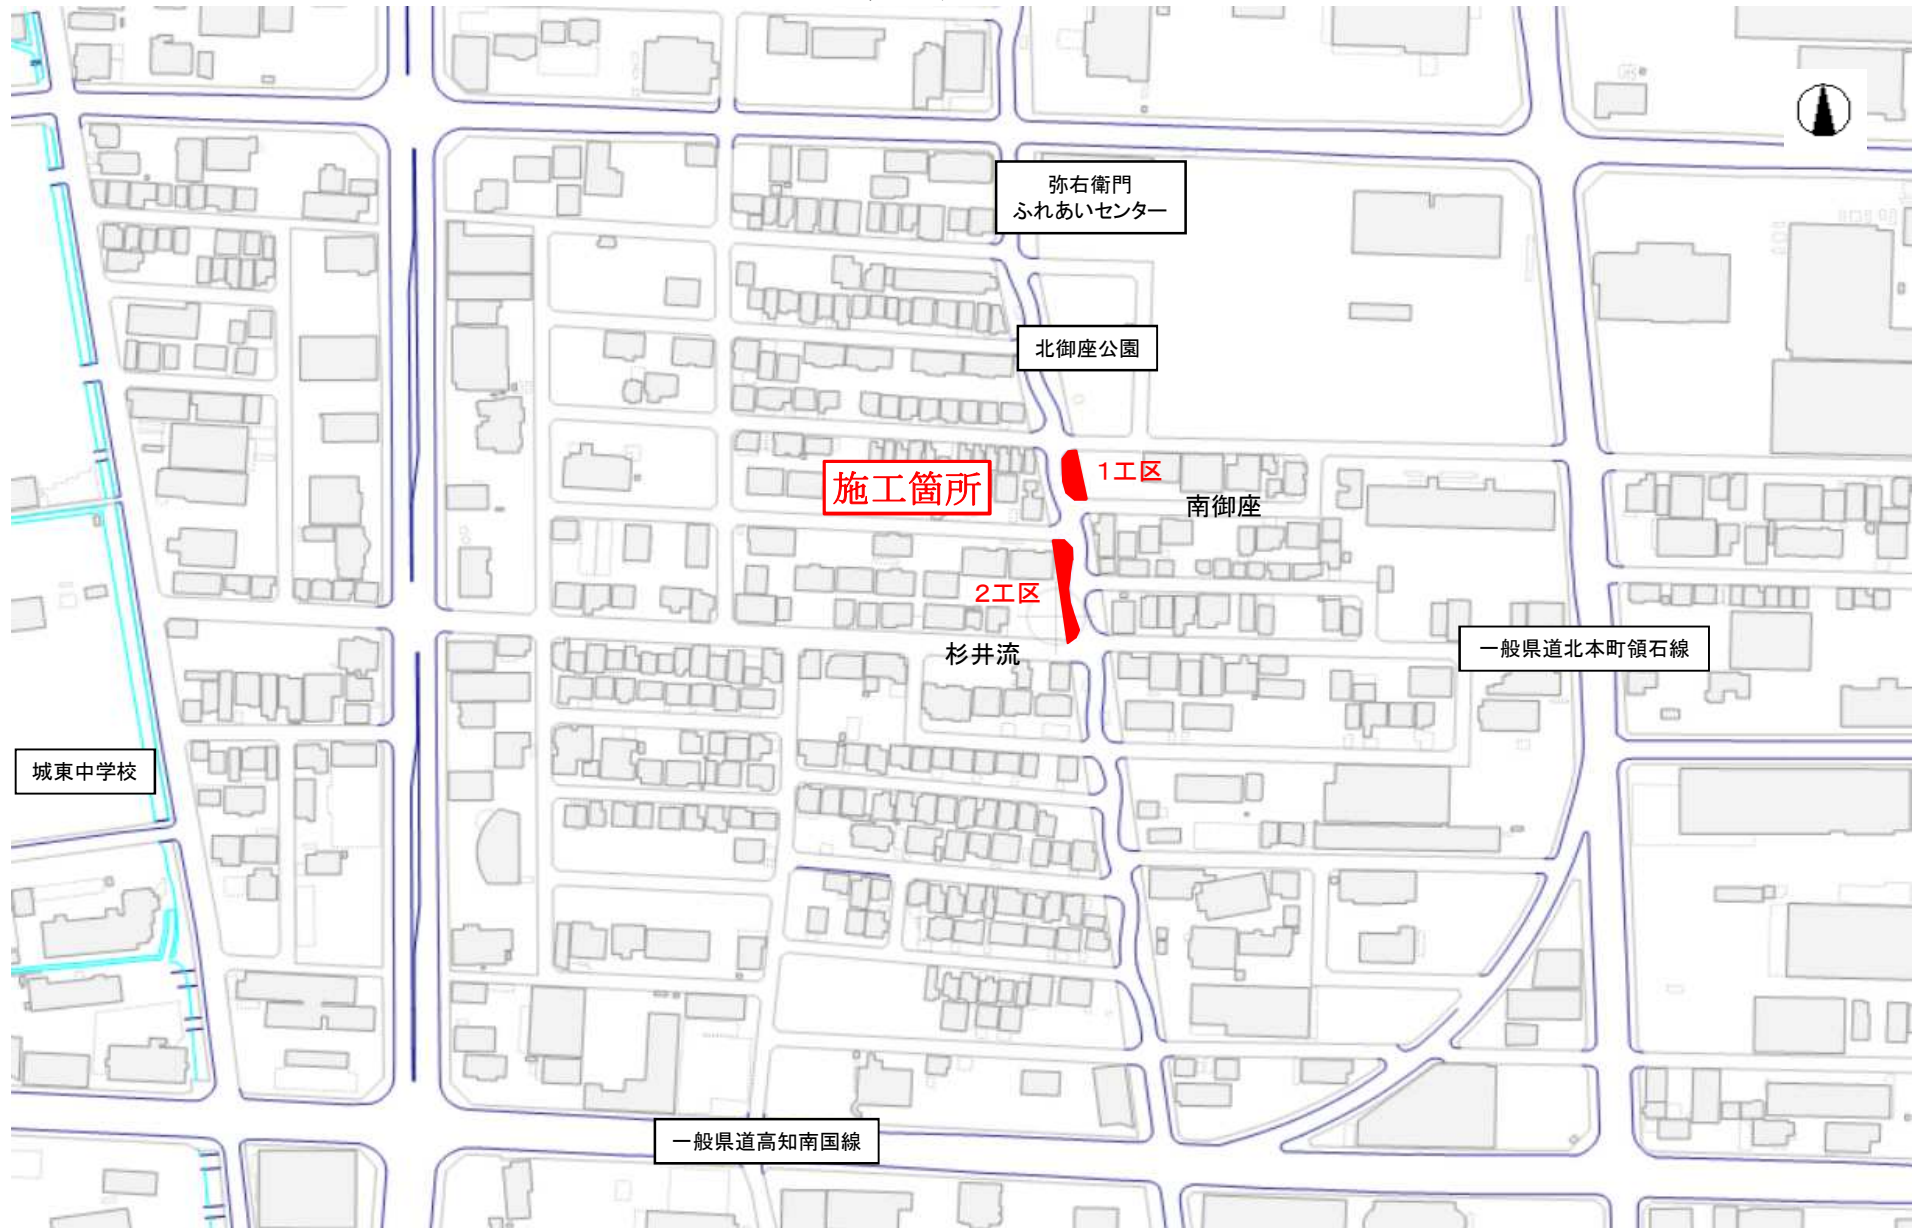 弥右衛門
ふれあいセンター
北御座公園
施工箇所
1工区
南御座
2工区
杉井流
一般県道北本町領石線
城東中学校
一般県道高知南国線